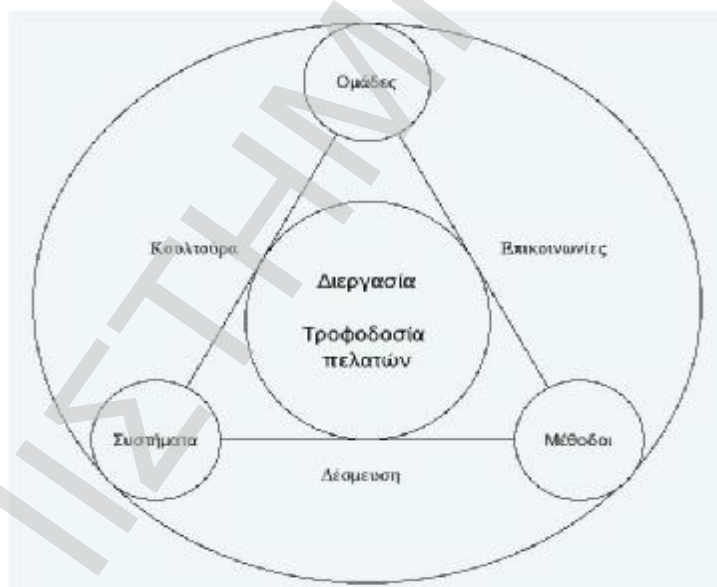 Ομάδες
Κουλτούρα
Επικοινωνίες
Διεργασία
Τροφοδοσία
πελατών
Συστήματα
Μέθοδοι
Δέσμευση